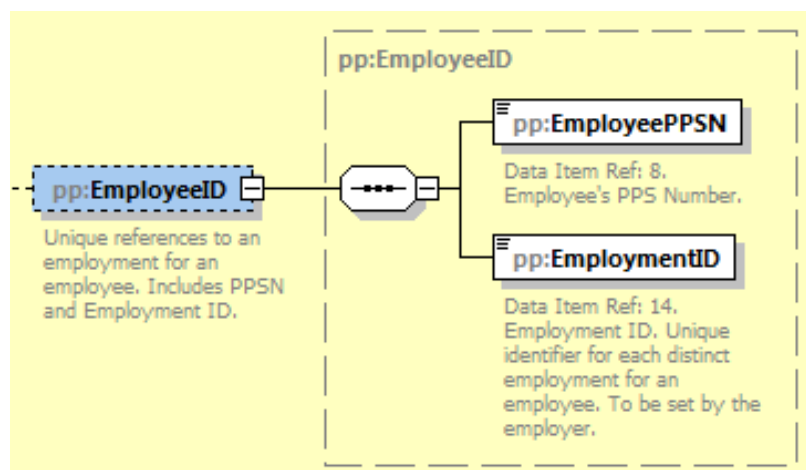 pp:EmployeeID
pp:EmployeePPSN
Data Item Ref: 8.
Employee's PPS Number.
pp:EmployeeID
Unique references to an
employment for an
employee. Includes PPSN
and Employment ID.
pp:EmploymentID
Data Item Ref: 14.
Employment ID. Unique
identifier for each distinct
employment for an
employee. To be set by the
employer.